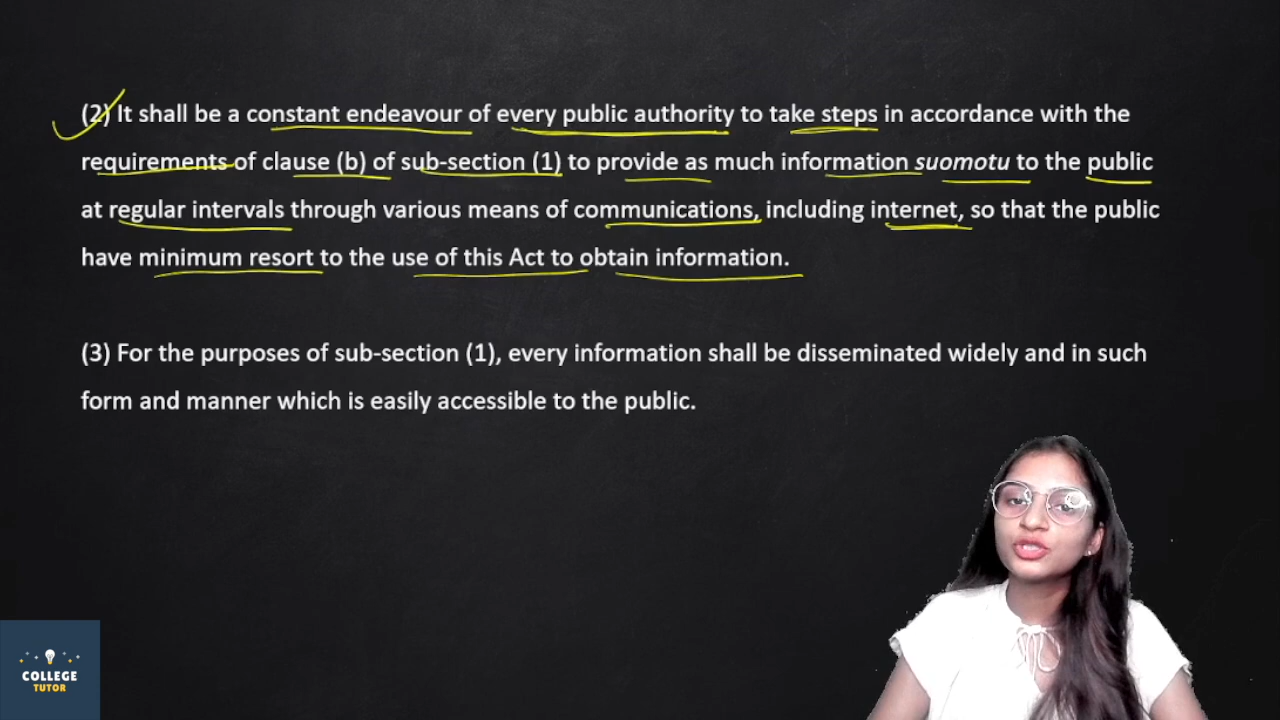 (2) It shall be a constant endeavour of every public authority to take steps in accordance with the
requirements of clause (b) of sub-section (1) to provide as much information suomotu to the public
at regular intervals through various means of communications, including internet, so that the public
have minimum resort to the use of this Act to obtain information.
(3) For the purposes of sub-section (1), every information shall be disseminated widely and in such
form and manner which is easily accessible to the public.
COLLEGE
TUTOR